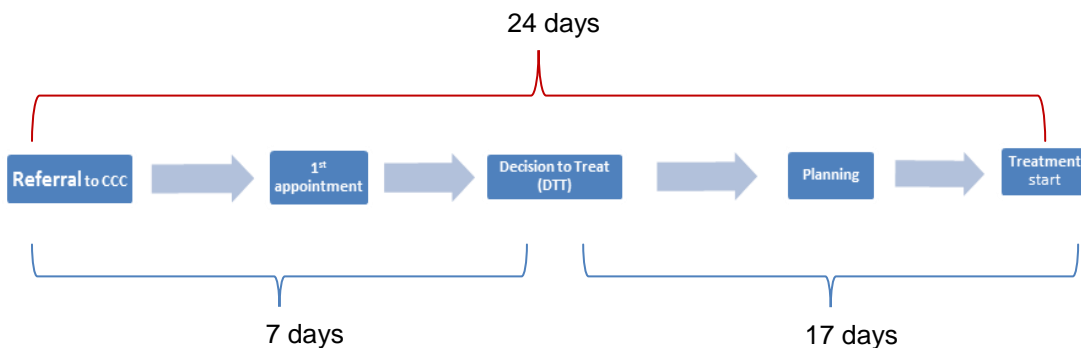 24 days
Referral to CCC
1st
appointment
Decision to Treat
(DTT)
Planning
Treatment
start
7 days
17 days